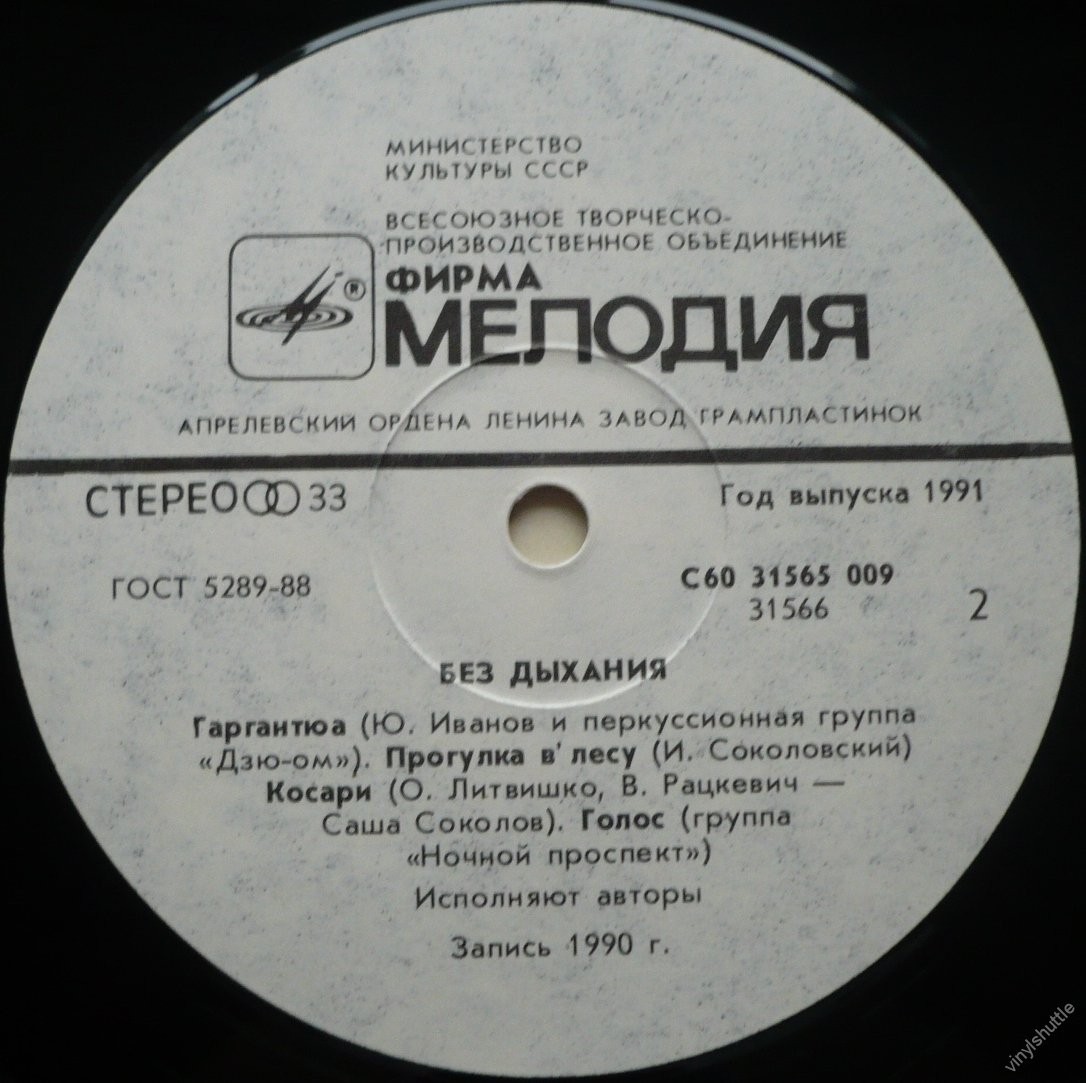 МИНИСТЕРСТВО
КУЛЬТУРЫ СССР
ВСЕСОЮЗНОЕ ТВОРЧЕСКО-
ПРОИЗВОДСТВЕННОЕ ОБЪЕДИНЕНИЕ
ФИРМА
®
МЕЛОДИЯ
АПРЕЛЕВСКИЙ ОРДЕНА ЛЕНИНА ЗАВОД ГРАМПЛАСТИНОК
СТЕРЕО 33
Год выпуска 1991
ГОСТ 5289-88
С60 31565 009
31566
2
БЕЗ ДЫХАНИЯ
Гаргантюа (Ю. Иванов и перкуссионная группа
«Дзю-ом»). Прогулка в' лесу (И. Соколовский)
Косари (О. Литвишко, В. Рацкевич —
Саша Соколов). Голос (группа
«Ночной проспект»)
Исполняют авторы
Запись 1990 г.
vinylshuttle